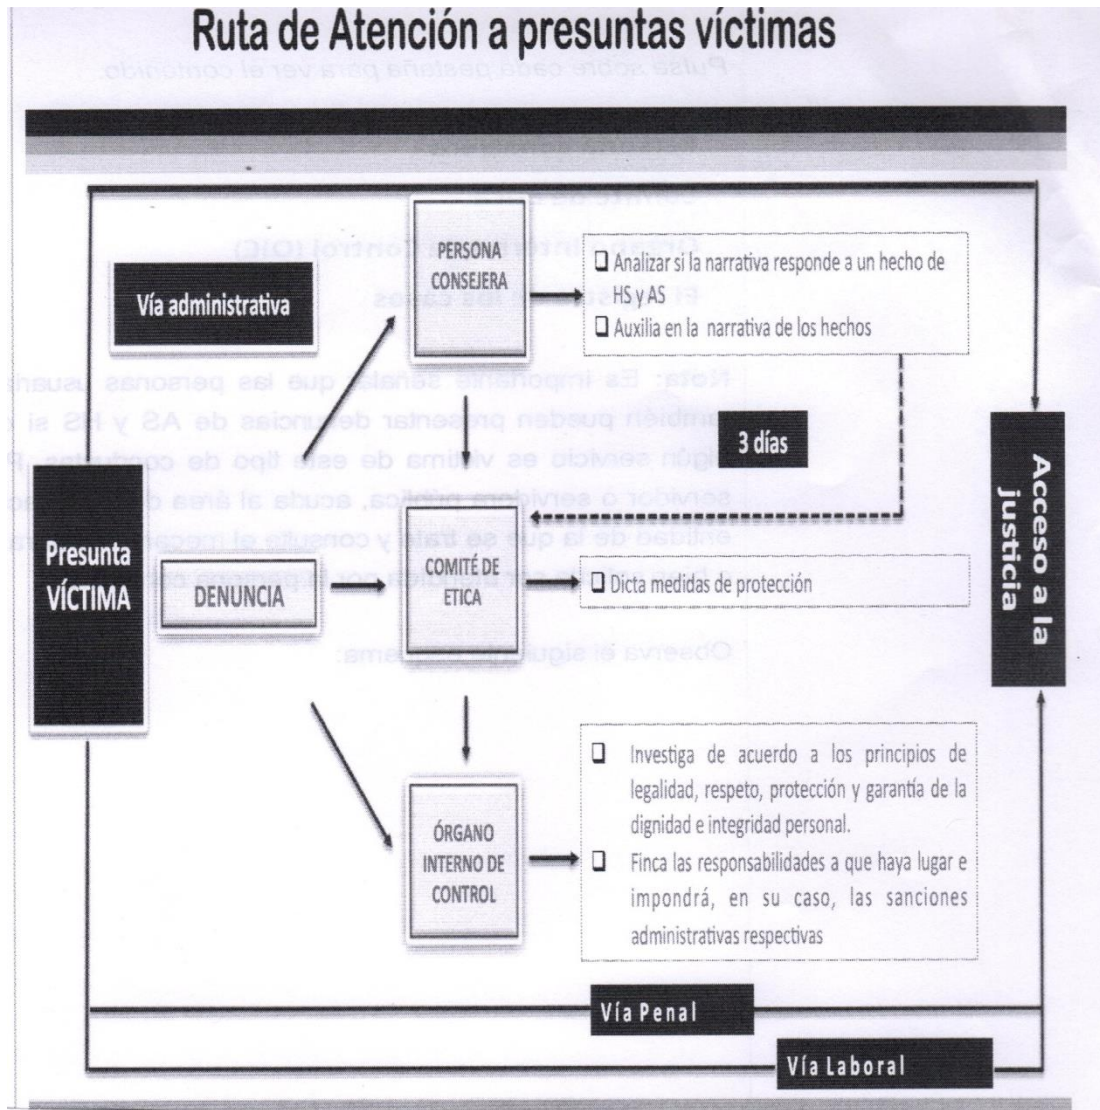 Ruta de Atención a presuntas víctimas
Vía administrativa
PERSONA
CONSEJERA
❑ Analizar si la narrativa responde a un hecho de
HS y AS
❑ Auxilia en la narrativa de los hechos
3 días
Presunta
VÍCTIMA
DENUNCIA
COMITÉ DE
ETICA
❑ Dicta medidas de protección
Acceso a la
justicia
ÓRGANO
INTERNO DE
CONTROL
❑ Investiga de acuerdo a los principios de
legalidad, respeto, protección y garantía de la
dignidad e integridad personal.
❑ Finca las responsabilidades a que haya lugar e
impondrá, en su caso, las sanciones
administrativas respectivas
Vía Penal
Vía Laboral